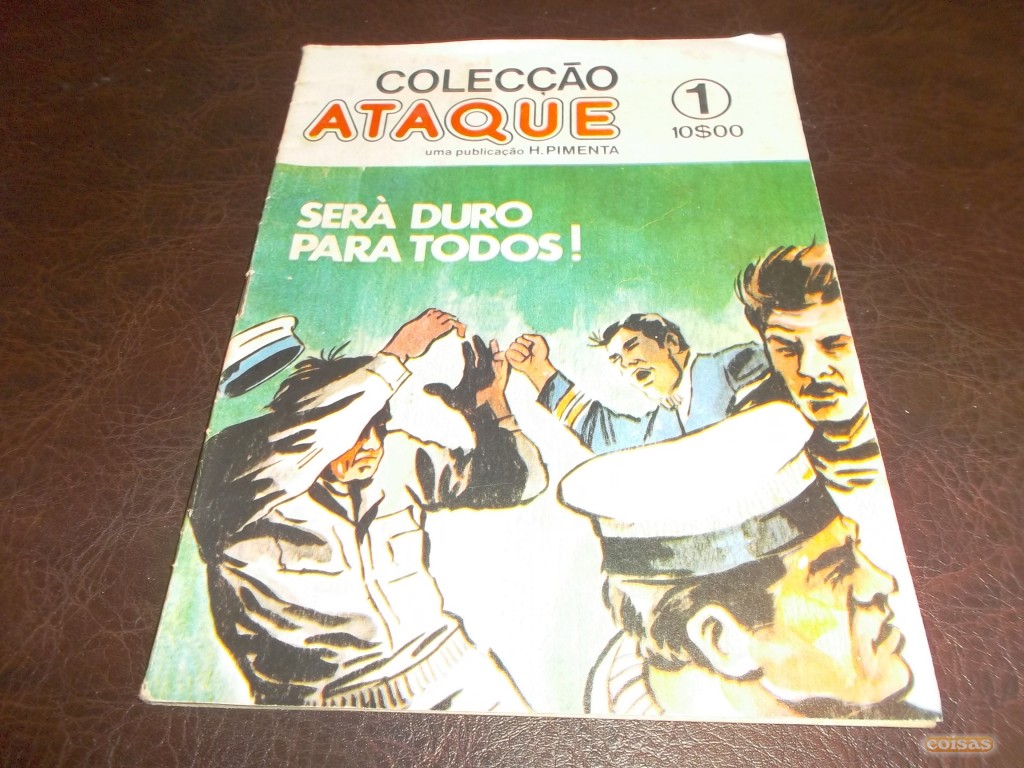 COLECÇÃO
ATAQUE
uma publicação H.PIMENTA
1
10$00
SERÀ DURO
PARA TODOS!
coisas